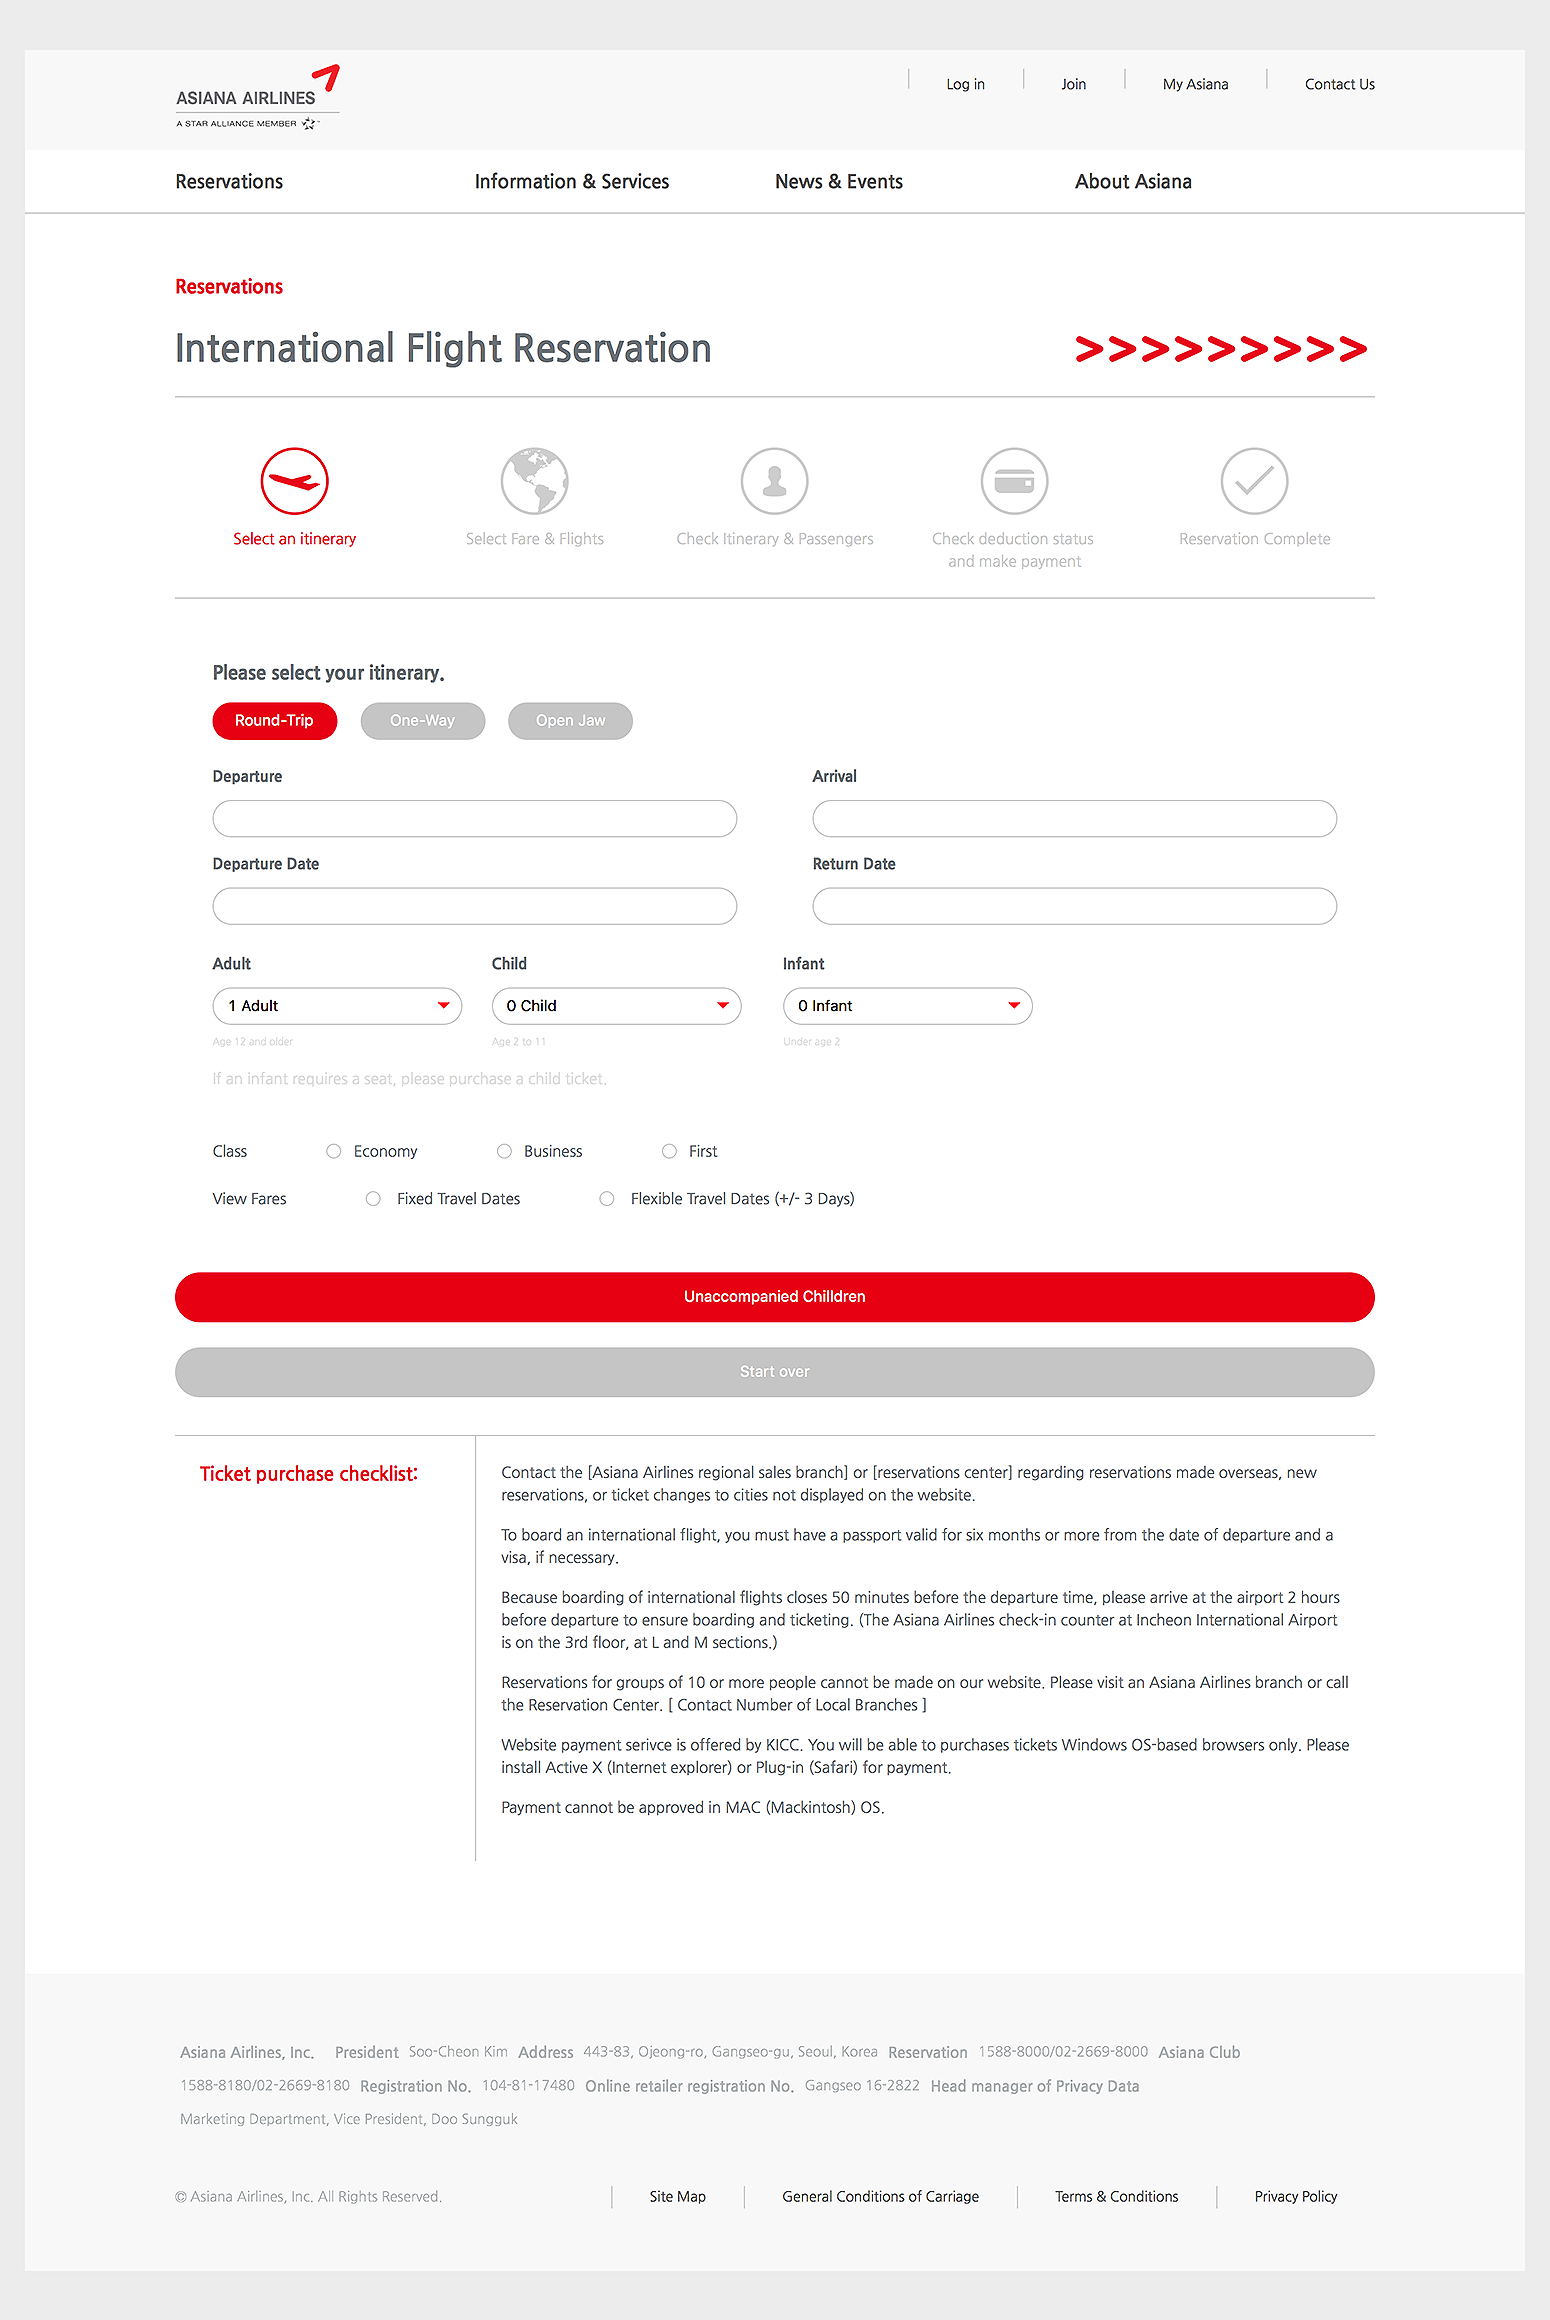 ASIANA AIRLINES
A STAR ALLIANCE MEMBER
Log in
Join
My Asiana
Contact Us
Reservations
Information & Services
News & Events
About Asiana
Reservations
International Flight Reservation
>>>>>>>>>
Select an itinerary
Select Fare & Flights
Check Itinerary & Passengers
Check deduction status
and make payment
Reservation Complete
Please select your itinerary.
Round-Trip
One-Way
Open Jaw
Departure
Arrival
Departure Date
Return Date
Adult
Child
Infant
1 Adult
0 Child
0 Infant
Age 12 and older
Age 2 to 11
Under age 2
If an infant requires a seat, please purchase a child ticket.
Class
Economy
Business
First
View Fares
Fixed Travel Dates
Flexible Travel Dates (+/- 3 Days)
Unaccompanied Chilldren
Start over
Ticket purchase checklist:
Contact the [Asiana Airlines regional sales branch] or [reservations center] regarding reservations made overseas, new
reservations, or ticket changes to cities not displayed on the website.
To board an international flight, you must have a passport valid for six months or more from the date of departure and a
visa, if necessary.
Because boarding of international flights closes 50 minutes before the departure time, please arrive at the airport 2 hours
before departure to ensure boarding and ticketing. (The Asiana Airlines check-in counter at Incheon International Airport
is on the 3rd floor, at L and M sections.)
Reservations for groups of 10 or more people cannot be made on our website. Please visit an Asiana Airlines branch or call
the Reservation Center. [ Contact Number of Local Branches ]
Website payment serivce is offered by KICC. You will be able to purchases tickets Windows OS-based browsers only. Please
install Active X (Internet explorer) or Plug-in (Safari) for payment.
Payment cannot be approved in MAC (Mackintosh) OS.
Asiana Airlines, Inc. President Soo-Cheon Kim Address 443-83, Ojeong-ro, Gangseo-gu, Seoul, Korea Reservation 1588-8000/02-2669-8000 Asiana Club
1588-8180/02-2669-8180 Registration No. 104-81-17480 Online retailer registration No. Gangseo 16-2822 Head manager of Privacy Data
Marketing Department, Vice President, Doo Sungguk
© Asiana Airlines, Inc. All Rights Reserved.
Site Map
General Conditions of Carriage
Terms & Conditions
Privacy Policy